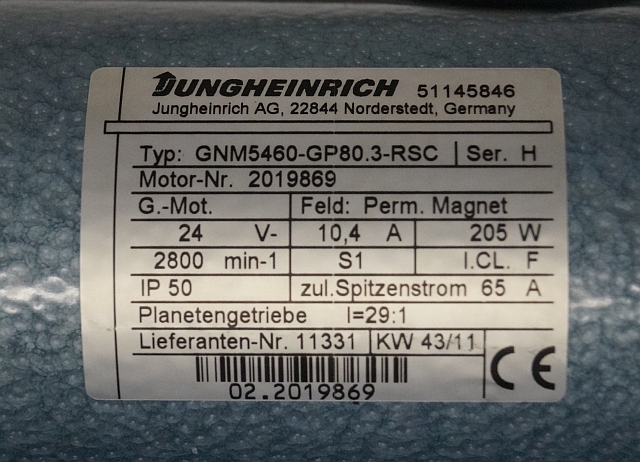 JUNGHEINRICH 51145846
Jungheinrich AG, 22844 Norderstedt, Germany
Typ: GNM5460-GP80.3-RSC Ser. H
Motor-Nr. 2019869
G.-Mot. Feld: Perm. Magnet
24 V- 10,4 A 205 W
2800 min-1 S1 I.CL. F
IP 50 zul.Spitzenstrom 65 A
Planetengetriebe I=29:1
Lieferanten-Nr. 11331 KW 43/11
CE
02.2019869